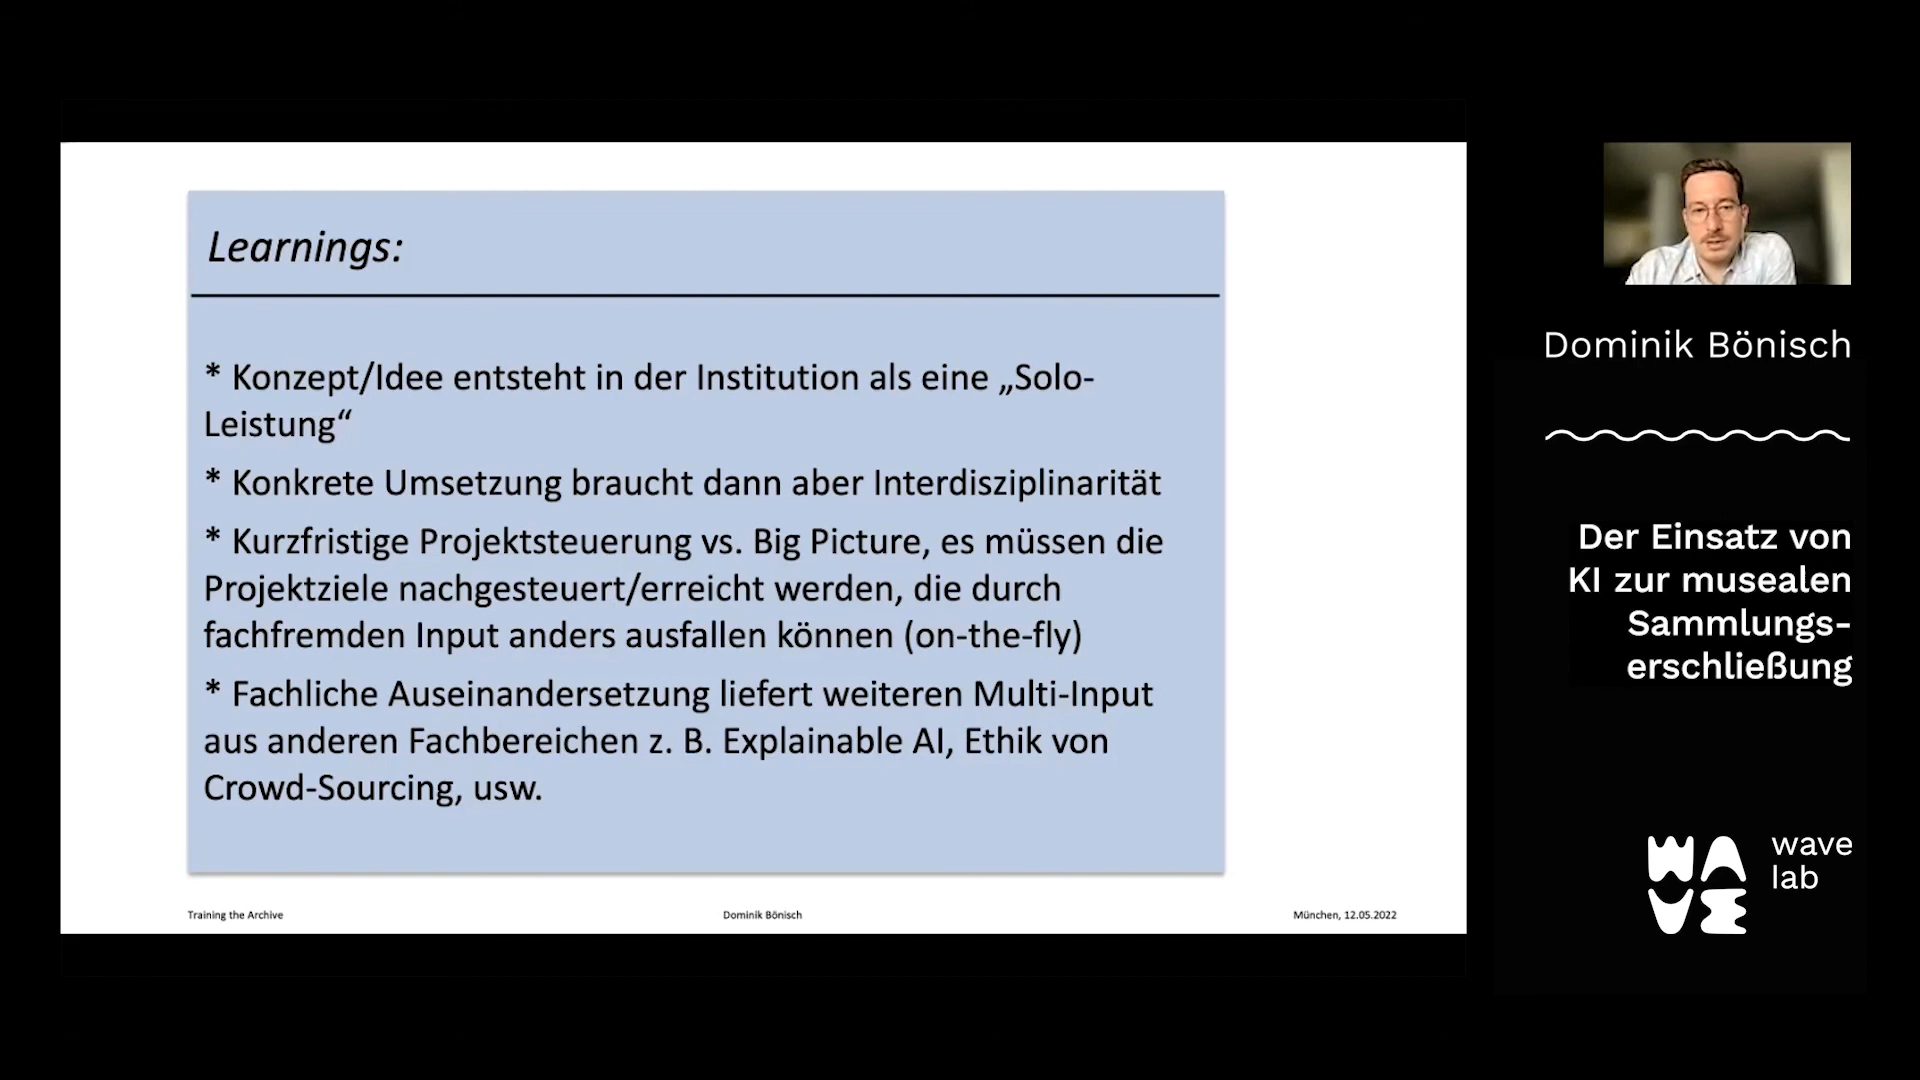 Learnings:
* Konzept/Idee entsteht in der Institution als eine „Solo-
Leistung“
* Konkrete Umsetzung braucht dann aber Interdisziplinarität
* Kurzfristige Projektsteuerung vs. Big Picture, es müssen die
Projektziele nachgesteuert/erreicht werden, die durch
fachfremden Input anders ausfallen können (on-the-fly)
* Fachliche Auseinandersetzung liefert weiteren Multi-Input
aus anderen Fachbereichen z. B. Explainable AI, Ethik von
Crowd-Sourcing, usw.
Training the Archive
Dominik Bönisch
München, 12.05.2022
Dominik Bönisch
Der Einsatz von
KI zur musealen
Sammlungs-
erschließung
WAVE
wave
lab